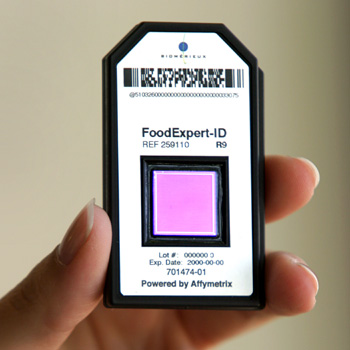 BIOMÉRIEUX
FoodExpert-ID
REF 259110 R9
Lot #: 000000 0
Exp. Date: 2000-00-00
701474-01
Powered by Affymetrix